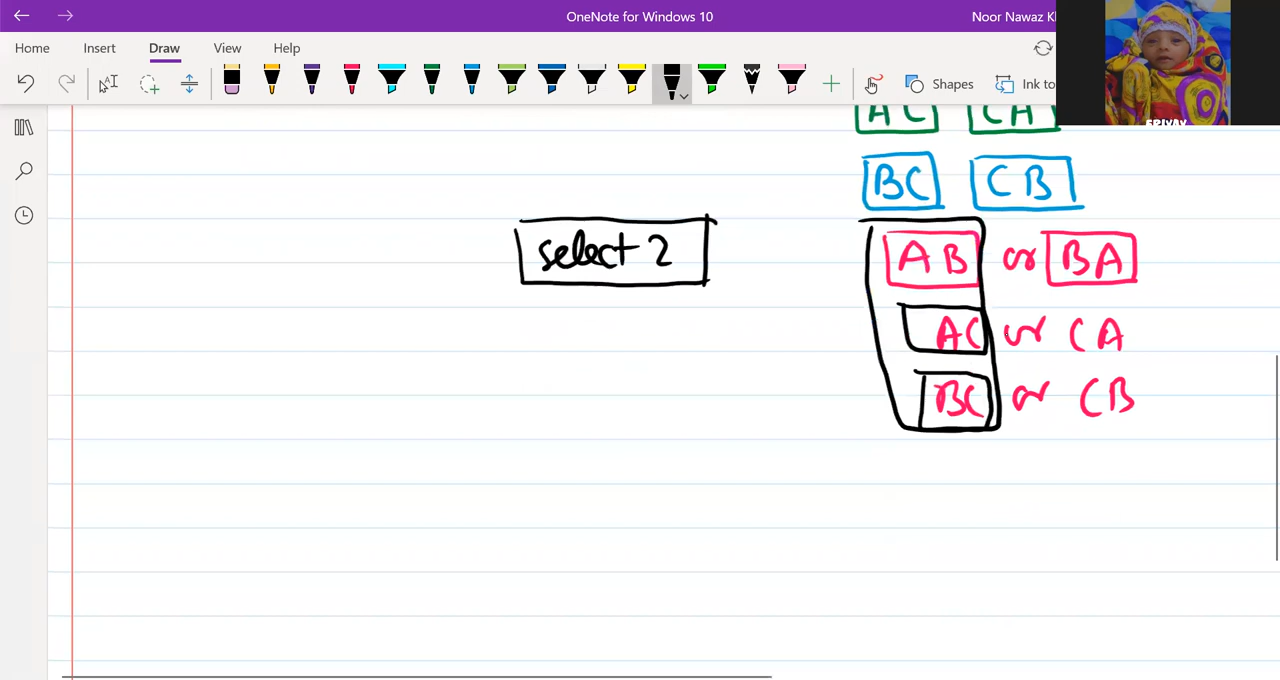 OneNote for Windows 10
Noor Nawaz
Home Insert Draw View Help
Shapes
Ink to
AC CA
BC CB
select 2
AB or BA
AC or CA
BC or CB